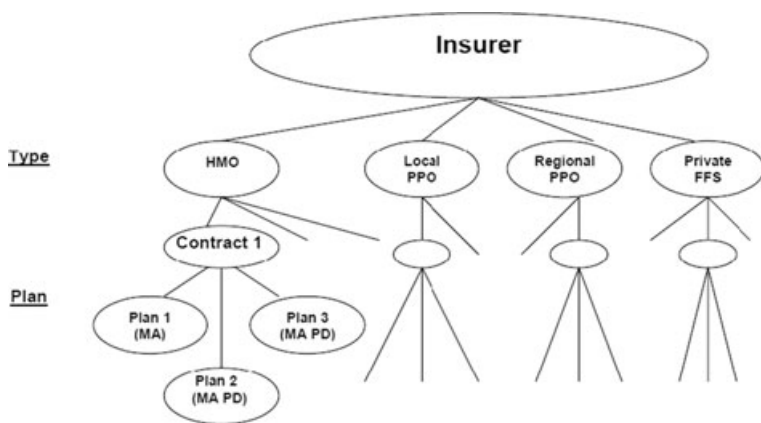 Insurer
Type
HMO
Local
PPO
Regional
PPO
Private
FFS
Contract 1
Plan
Plan 1
(MA)
Plan 3
(MA PD)
Plan 2
(MA PD)